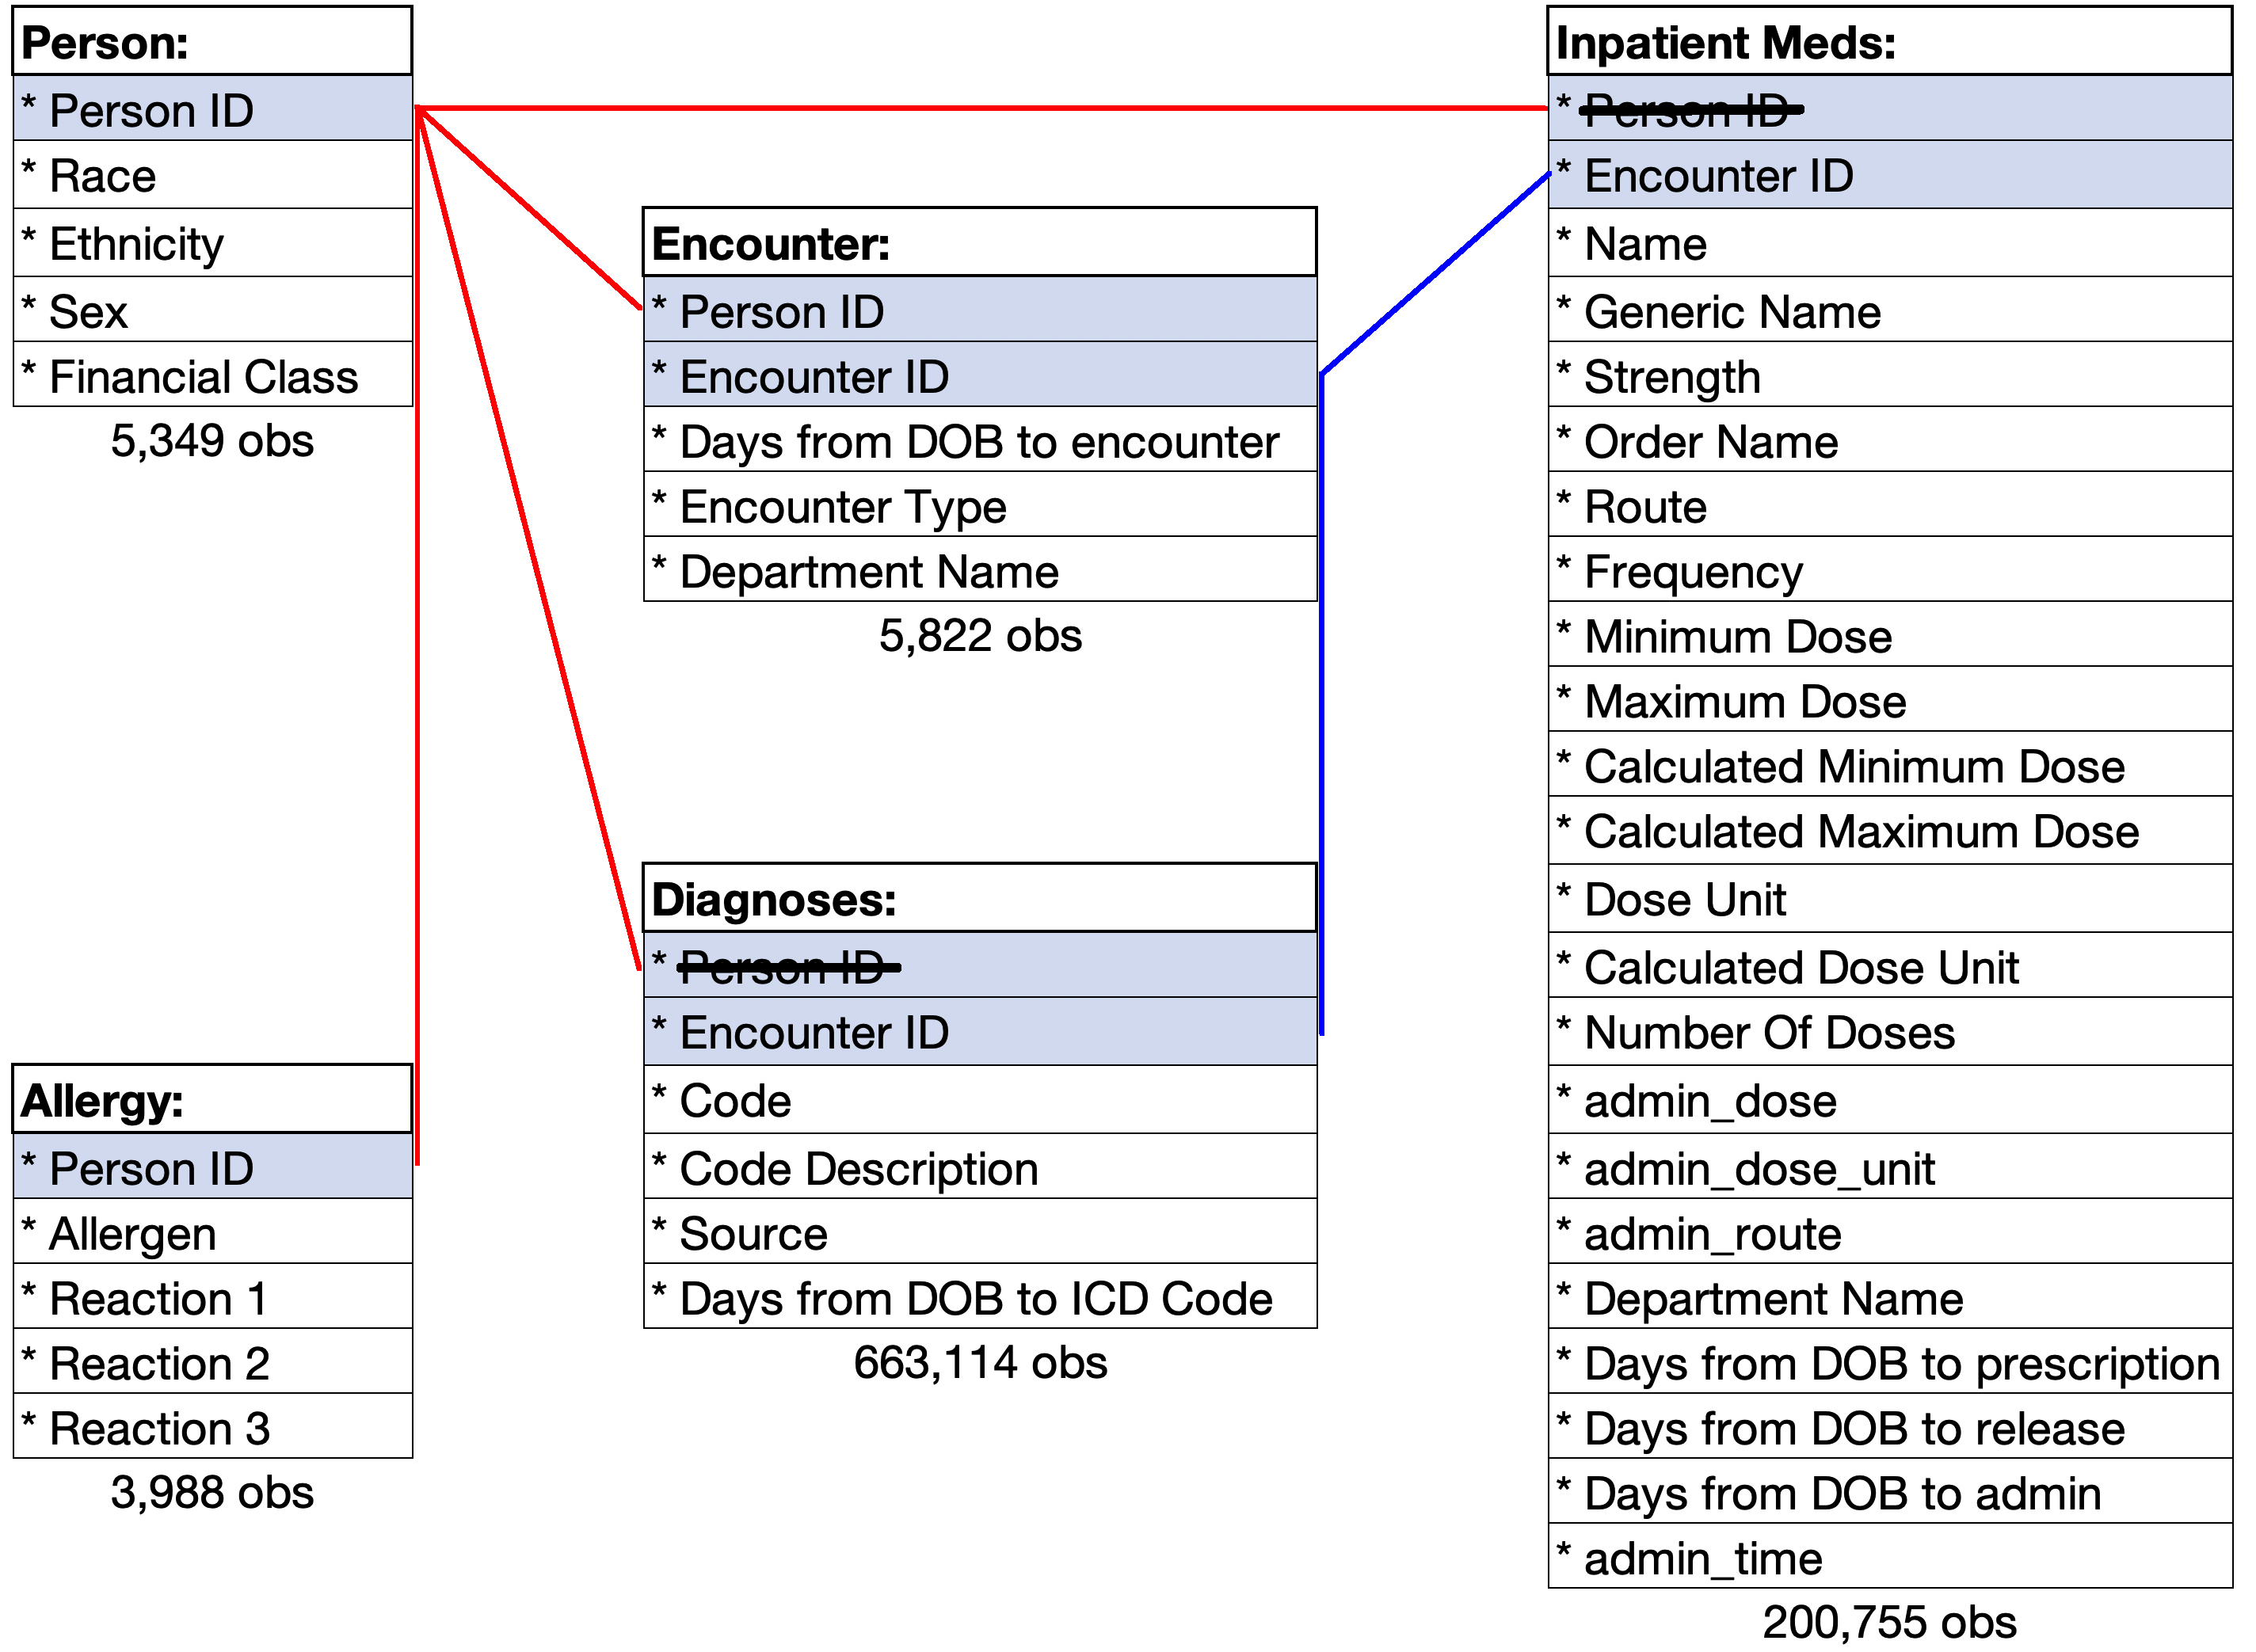 Person:
* Person ID
* Race
* Ethnicity
* Sex
* Financial Class
5,349 obs
Encounter:
* Person ID
* Encounter ID
* Days from DOB to encounter
* Encounter Type
* Department Name
5,822 obs
Diagnoses:
* Person ID
* Encounter ID
* Code
* Code Description
* Source
* Days from DOB to ICD Code
663,114 obs
Allergy:
* Person ID
* Allergen
* Reaction 1
* Reaction 2
* Reaction 3
3,988 obs
Inpatient Meds:
* Person ID
* Encounter ID
* Name
* Generic Name
* Strength
* Order Name
* Route
* Frequency
* Minimum Dose
* Maximum Dose
* Calculated Minimum Dose
* Calculated Maximum Dose
* Dose Unit
* Calculated Dose Unit
* Number Of Doses
* admin_dose
* admin_dose_unit
* admin_route
* Department Name
* Days from DOB to prescription
* Days from DOB to release
* Days from DOB to admin
* admin_time
200,755 obs